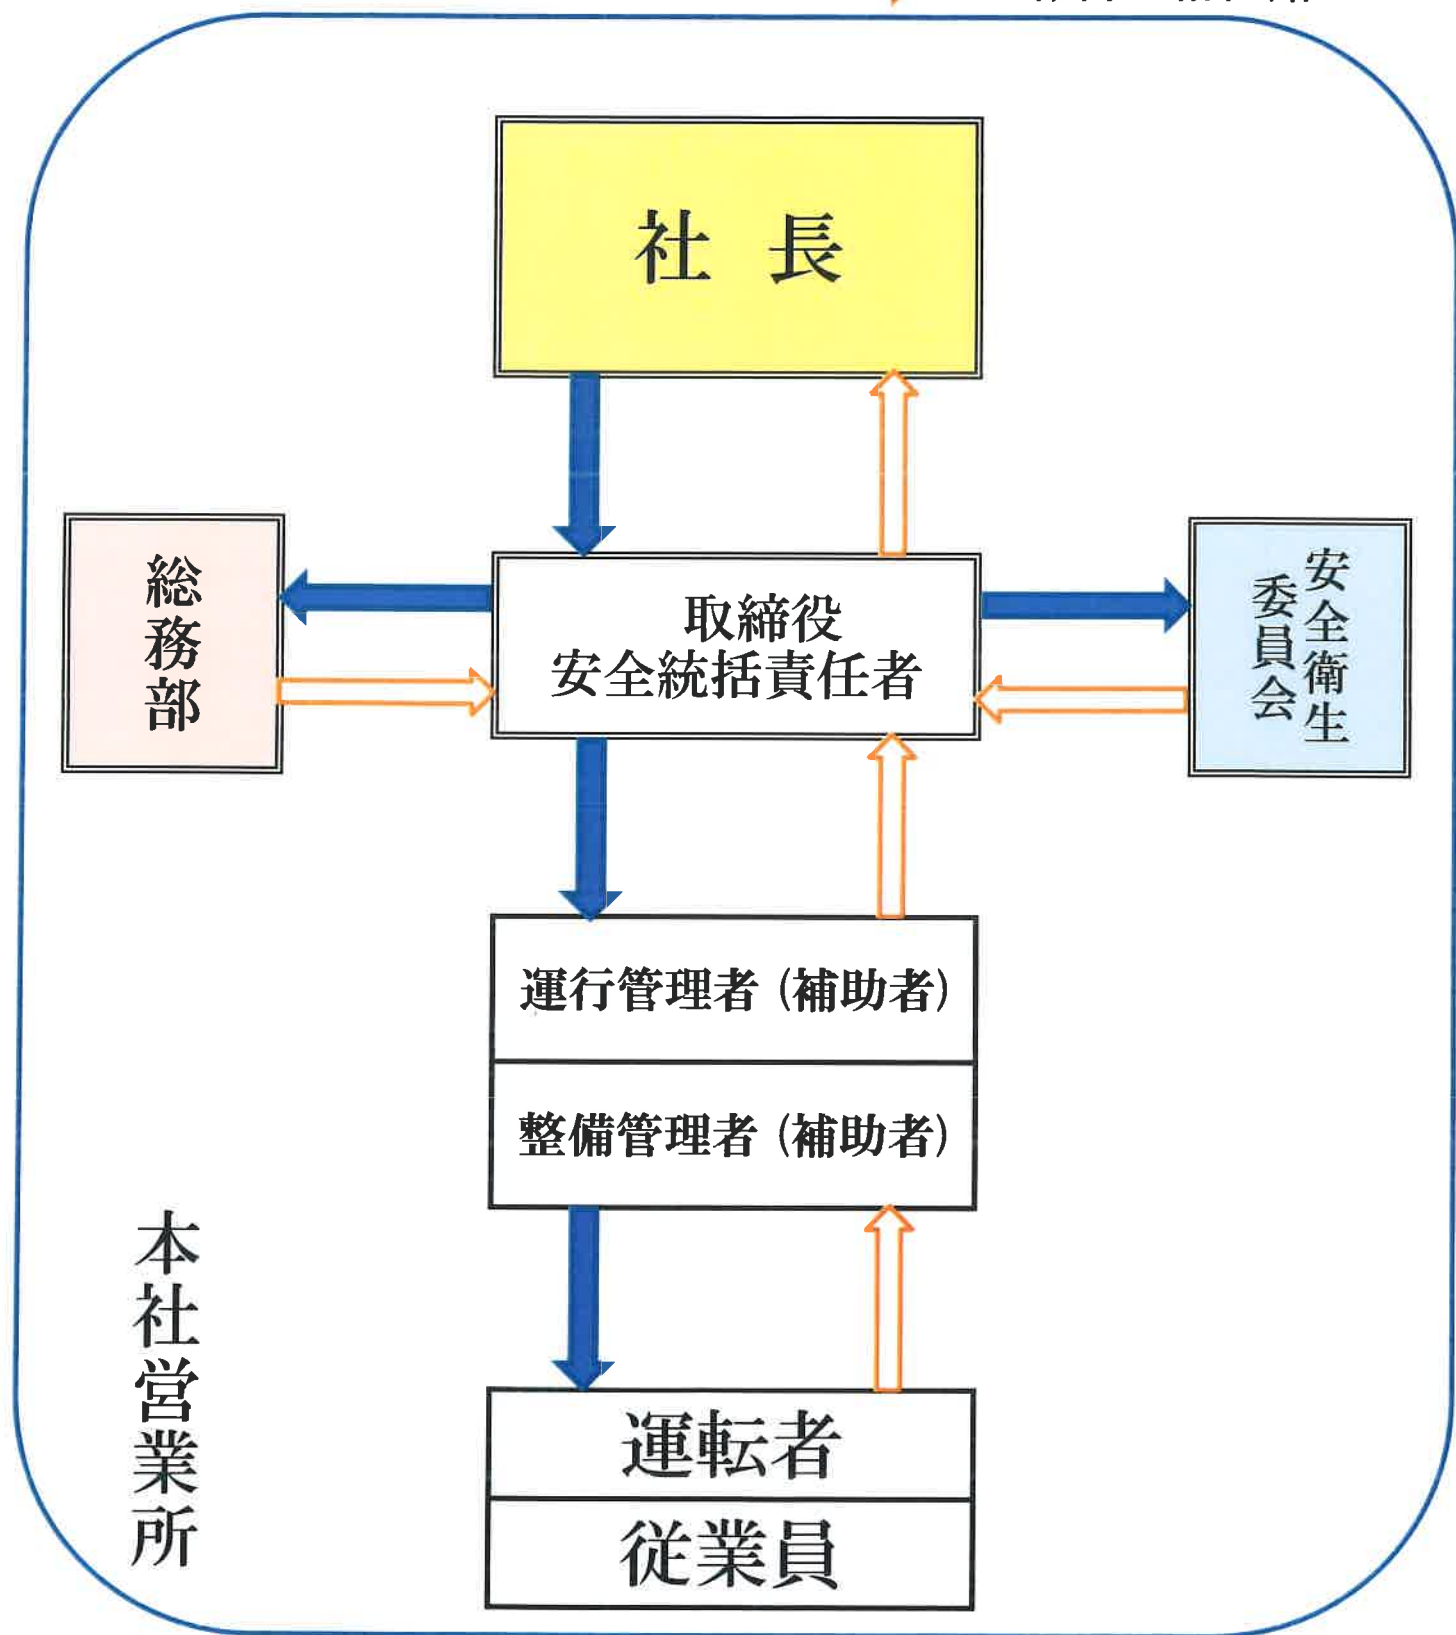 社 長
総務部
取締役
安全統括責任者
安全衛生
委員会
運行管理者 (補助者)
整備管理者 (補助者)
本社営業所
運転者
従業員